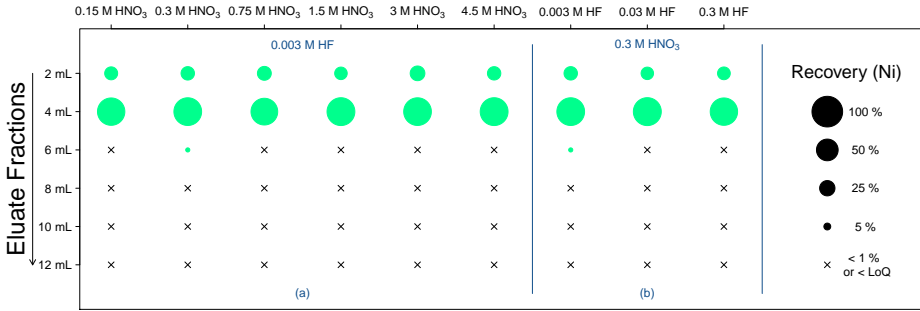 0.15 M HNO₃ 0.3 M HNO₃ 0.75 M HNO₃ 1.5 M HNO₃ 3 M HNO₃ 4.5 M HNO₃ 0.003 M HF 0.03 M HF 0.3 M HF
0.003 M HF 0.3 M HNO₃
Eluate Fractions
2 mL
4 mL
6 mL
8 mL
10 mL
12 mL
(a) (b)
Recovery (Ni)
100 %
50 %
25 %
5 %
< 1 %
or < LoQ